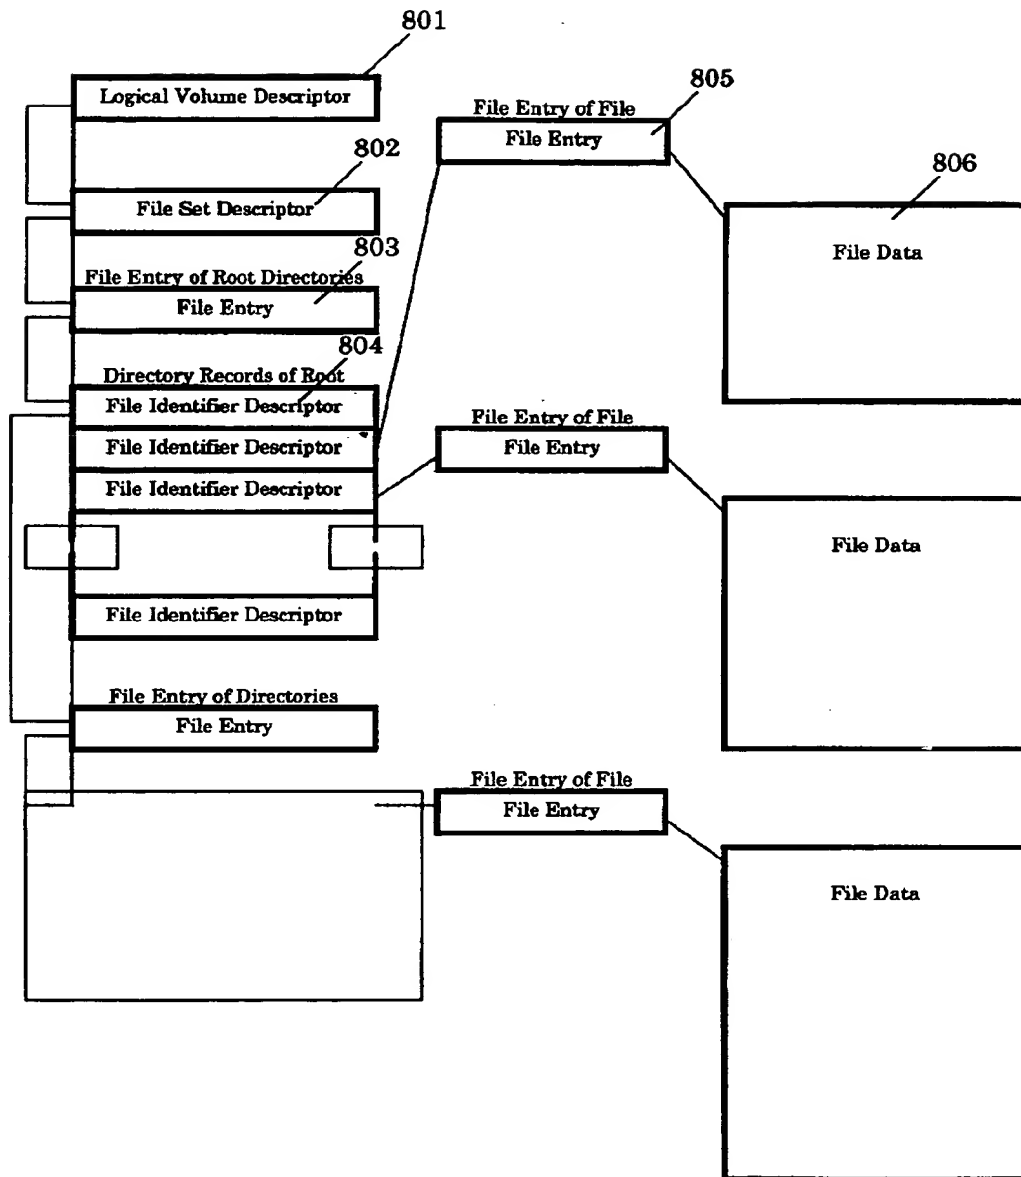 801
Logical Volume Descriptor
802
File Set Descriptor
803
File Entry of Root Directories
File Entry
804
Directory Records of Root
File Identifier Descriptor
File Identifier Descriptor
File Identifier Descriptor
File Identifier Descriptor
File Entry of Directories
File Entry
805
File Entry of File
File Entry
File Entry of File
File Entry
File Entry of File
File Entry
806
File Data
File Data
File Data